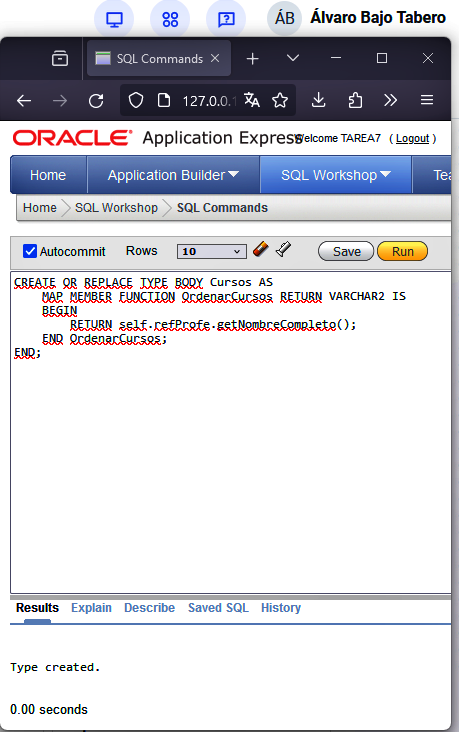 ÁB Álvaro Bajo Tabero
SQL Commands
127.0.0.1
ORACLE Application Express
Welcome TAREA7 ( Logout )
Home Application Builder SQL Workshop
Home SQL Workshop SQL Commands
Autocommit Rows 10 Save Run
CREATE OR REPLACE TYPE BODY Cursos AS
MAP MEMBER FUNCTION OrdenarCursos RETURN VARCHAR2 IS
BEGIN
RETURN self.refProfe.getNombreCompleto();
END OrdenarCursos;
END;
Results Explain Describe Saved SQL History
Type created.
0.00 seconds